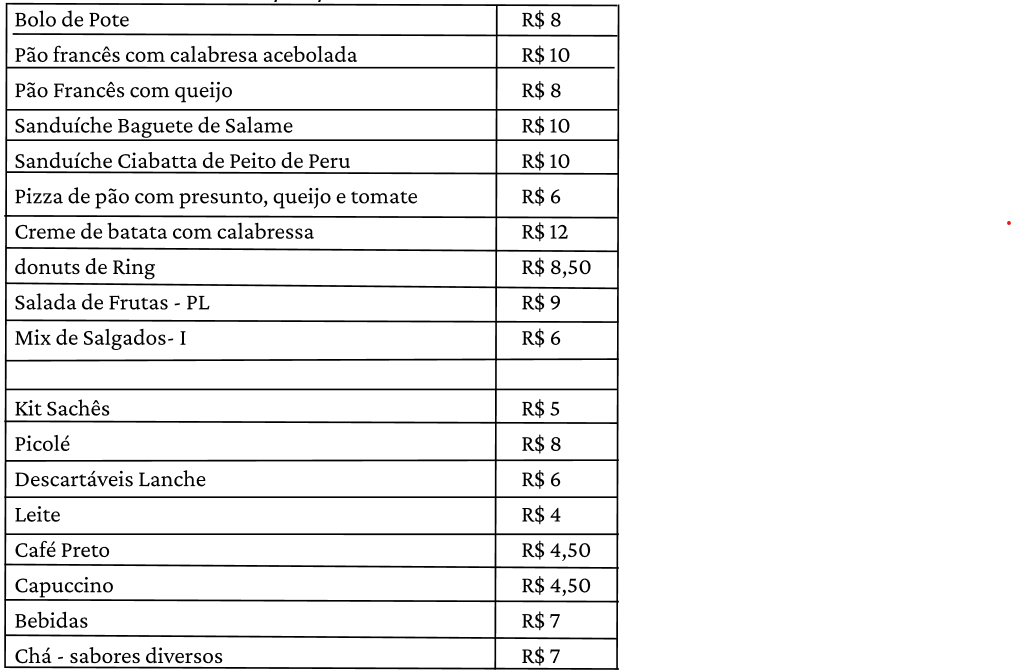 Bolo de Pote R$ 8
Pão francês com calabresa acebolada R$ 10
Pão Francês com queijo R$ 8
Sanduíche Baguete de Salame R$ 10
Sanduíche Ciabatta de Peito de Peru R$ 10
Pizza de pão com presunto, queijo e tomate R$ 6
Creme de batata com calabressa R$ 12
donuts de Ring R$ 8,50
Salada de Frutas - PL R$ 9
Mix de Salgados- I R$ 6
Kit Sachês R$ 5
Picolé R$ 8
Descartáveis Lanche R$ 6
Leite R$ 4
Café Preto R$ 4,50
Capuccino R$ 4,50
Bebidas R$ 7
Chá - sabores diversos R$ 7